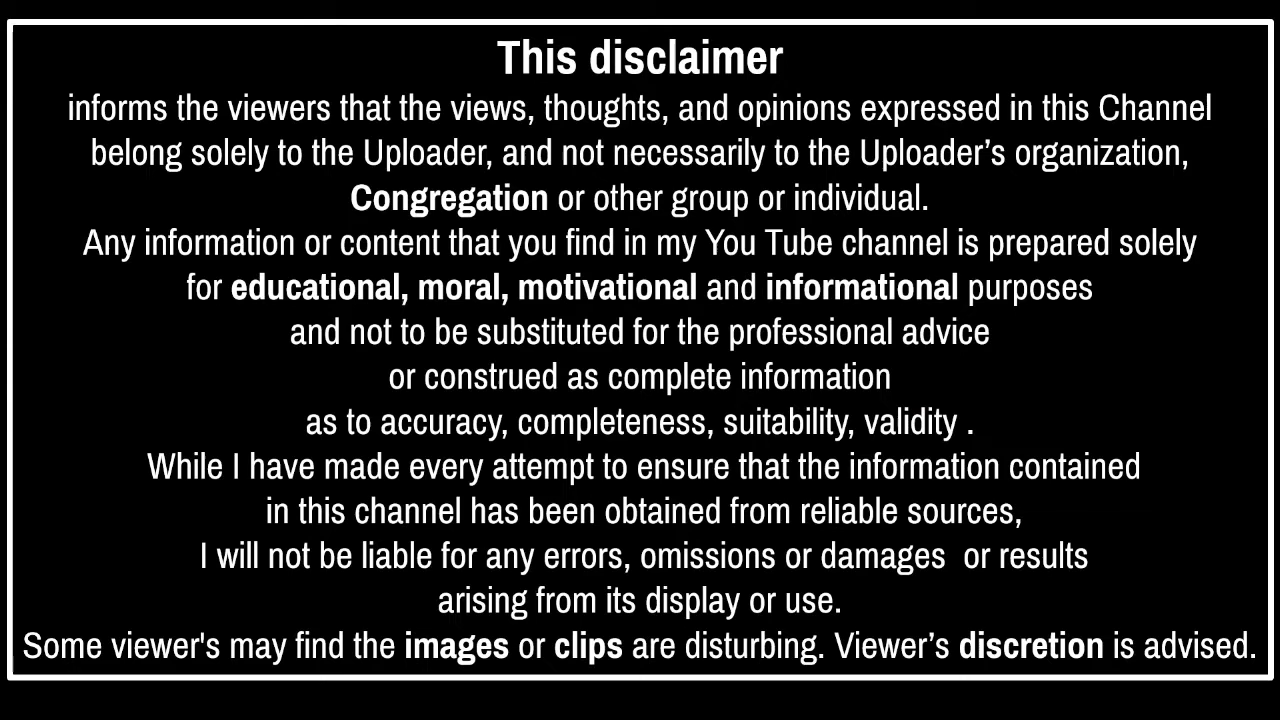 This disclaimer
informs the viewers that the views, thoughts, and opinions expressed in this Channel
belong solely to the Uploader, and not necessarily to the Uploader’s organization,
Congregation or other group or individual.
Any information or content that you find in my You Tube channel is prepared solely
for educational, moral, motivational and informational purposes
and not to be substituted for the professional advice
or construed as complete information
as to accuracy, completeness, suitability, validity .
While I have made every attempt to ensure that the information contained
in this channel has been obtained from reliable sources,
I will not be liable for any errors, omissions or damages  or results
arising from its display or use.
Some viewer's may find the images or clips are disturbing. Viewer’s discretion is advised.